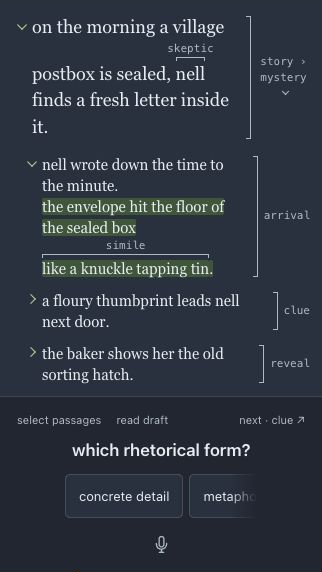 on the morning a village
skeptic
postbox is sealed, nell
finds a fresh letter inside
it.
story ›
mystery
nell wrote down the time to
the minute.
the envelope hit the floor of
the sealed box
simile
like a knuckle tapping tin.
arrival
a floury thumbprint leads nell
next door.
clue
the baker shows her the old
sorting hatch.
reveal
select passages read draft next · clue ↗
which rhetorical form?
concrete detail metapho